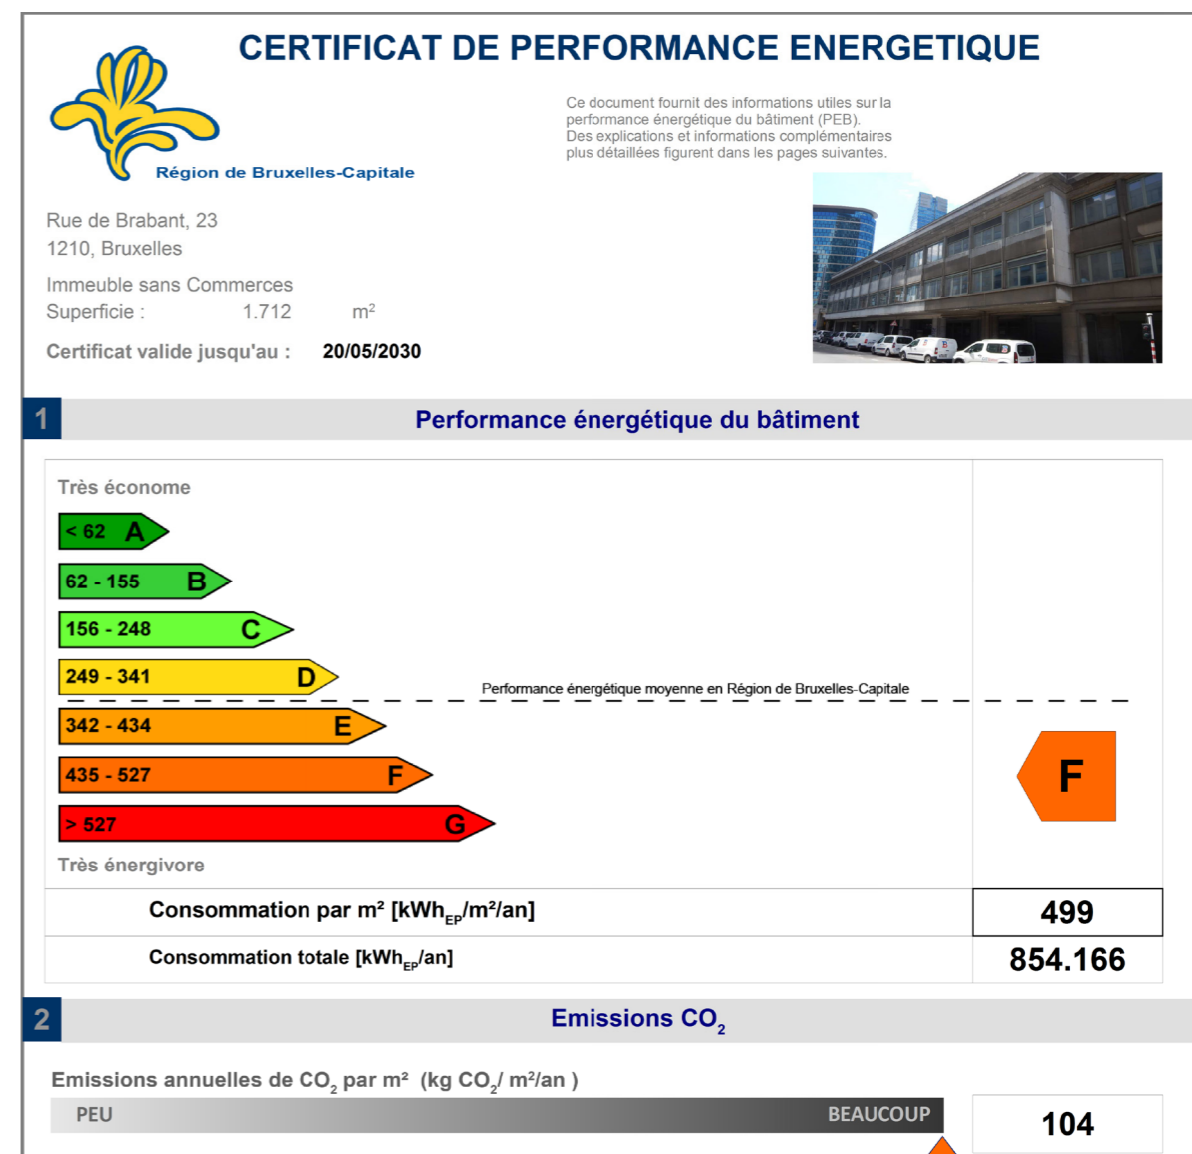 CERTIFICAT DE PERFORMANCE ENERGETIQUE
Région de Bruxelles-Capitale
Ce document fournit des informations utiles sur la
performance énergétique du bâtiment (PEB).
Des explications et informations complémentaires
plus détaillées figurent dans les pages suivantes.
Rue de Brabant, 23
1210, Bruxelles
Immeuble sans Commerces
Superficie : 1.712 m²
Certificat valide jusqu'au : 20/05/2030
1 Performance énergétique du bâtiment
Très économe
< 62 A
62 - 155 B
156 - 248 C
249 - 341 D
Performance énergétique moyenne en Région de Bruxelles-Capitale
342 - 434 E
435 - 527 F
F
> 527 G
Très énergivore
Consommation par m² [kWhEP/m²/an] 499
Consommation totale [kWhEP/an] 854.166
2 Emissions CO₂
Emissions annuelles de CO₂ par m² (kg CO₂/ m²/an )
PEU BEAUCOUP 104